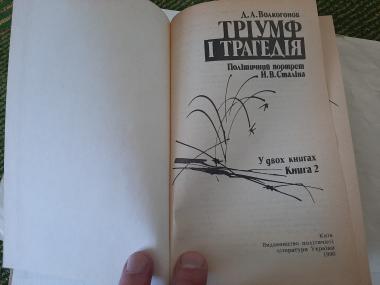 Д. А. Волкогонов
ТРІУМФ
І ТРАГЕДІЯ
Політичний портрет
Й. В. Сталіна
У двох книгах
Книга 2
Київ
Видавництво політичної
літератури України
1990